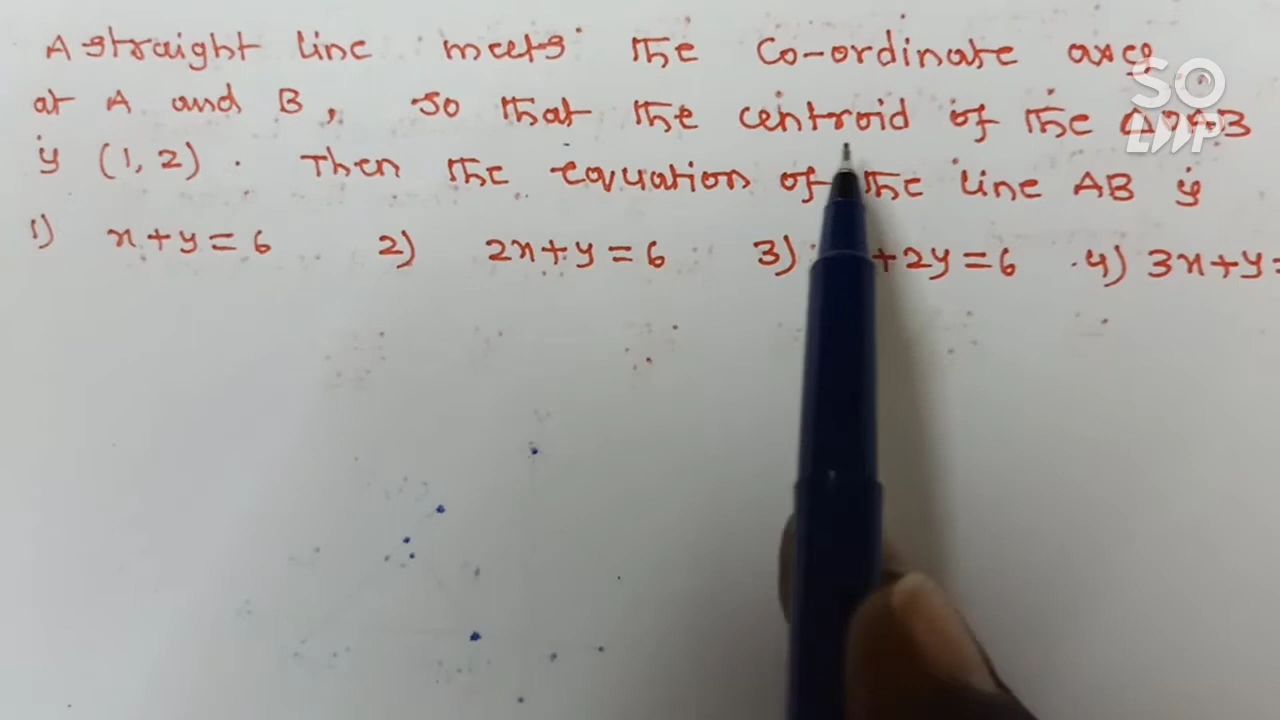 A straight line meets the co-ordinate axes
at A and B, so that the centroid of the
is (1, 2). Then the equation of the line AB is
1) x+y=6 2) 2x+y=6 3) +2y=6 4) 3x+y=
SO
LP